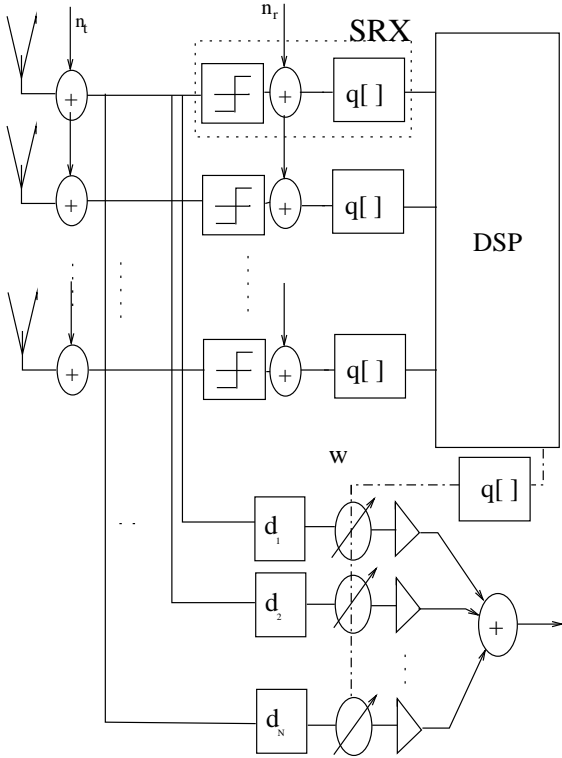 n_t
n_r
SRX
+
+
q[ ]
+
+
q[ ]
DSP
+
+
q[ ]
w
q[ ]
d_1
d_2
+
d_N